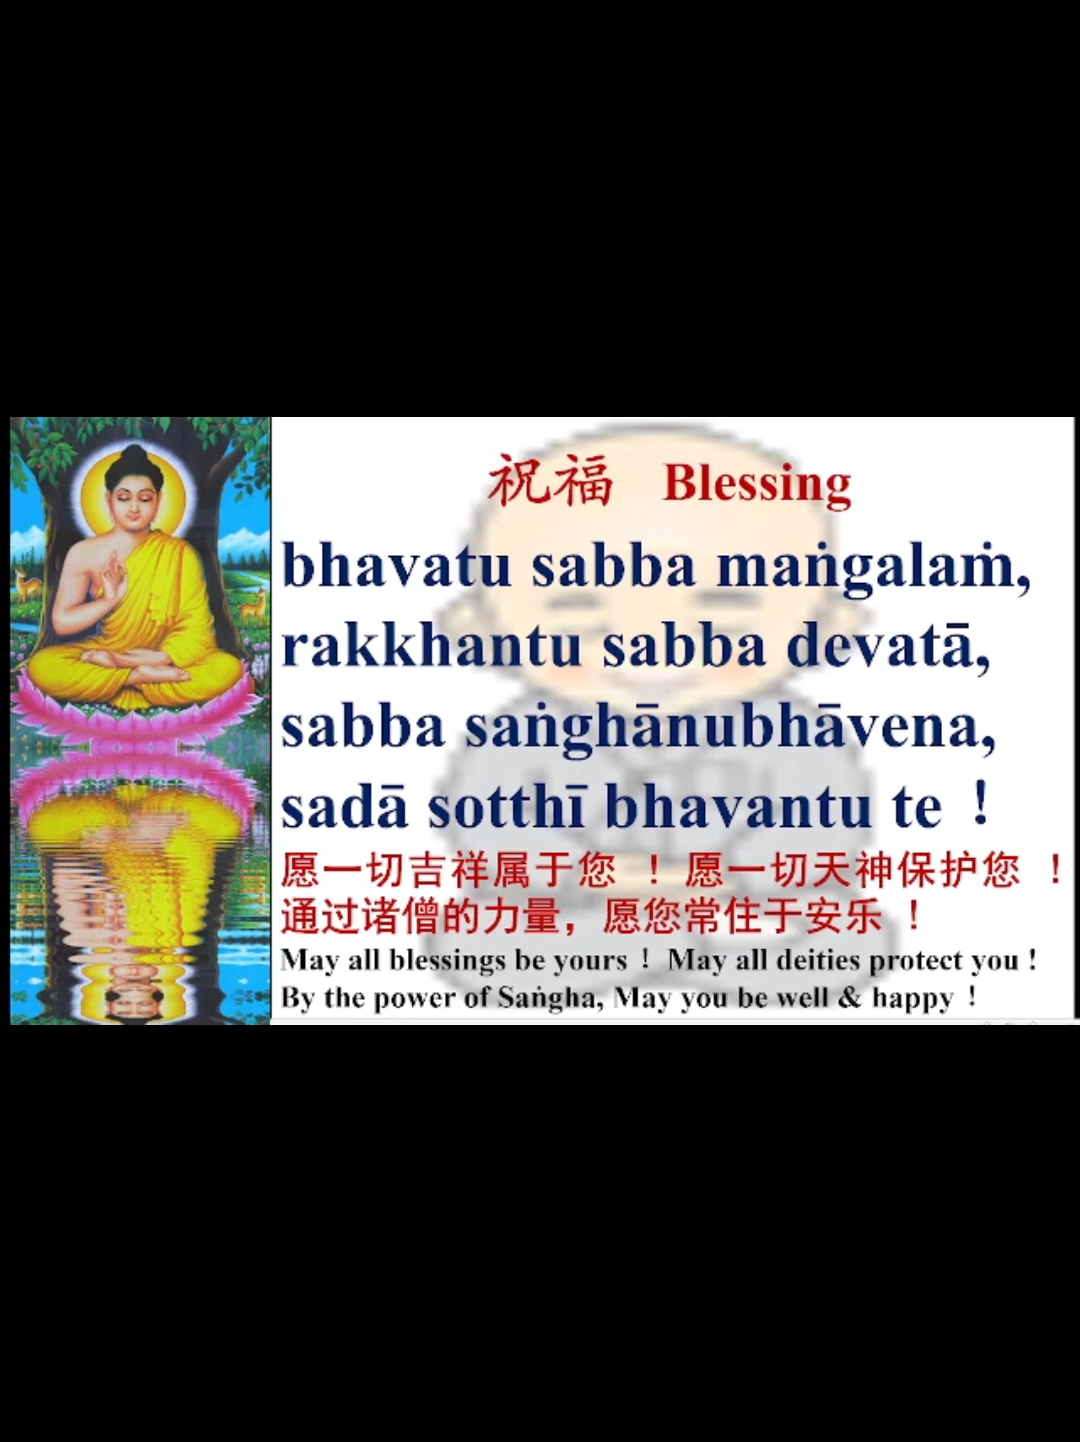 祝福 Blessing
bhavatu sabba maṅgalaṁ,
rakkhantu sabba devatā,
sabba saṅghānubhāvena,
sadā sotthī bhavantu te !
愿一切吉祥属于您 ！ 愿一切天神保护您 ！
通过诸僧的力量，愿您常住于安乐 ！
May all blessings be yours ! May all deities protect you !
By the power of Saṅgha, May you be well & happy !